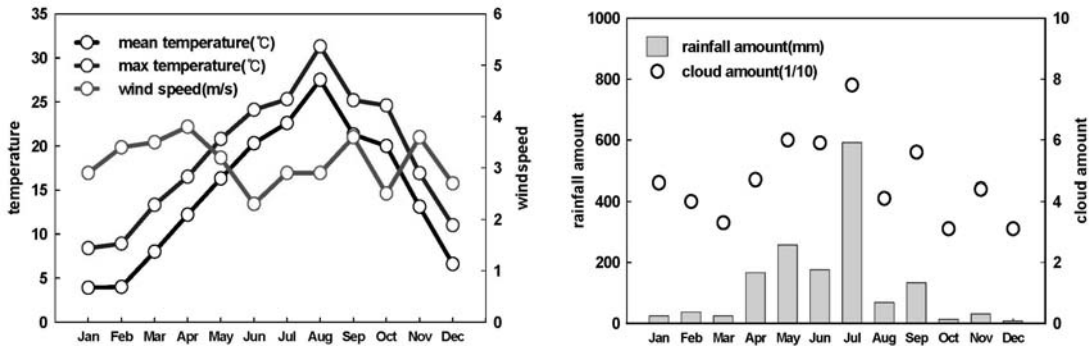 35
30
25
20
15
10
5
0
temperature
mean temperature(℃)
max temperature(℃)
wind speed(m/s)
6
5
4
3
2
1
0
windspeed
Jan Feb Mar Apr May Jun Jul Aug Sep Oct Nov Dec
1000
800
600
400
200
0
rainfall amount
rainfall amount(mm)
cloud amount(1/10)
10
8
6
4
2
0
cloud amount
Jan Feb Mar Apr May Jun Jul Aug Sep Oct Nov Dec